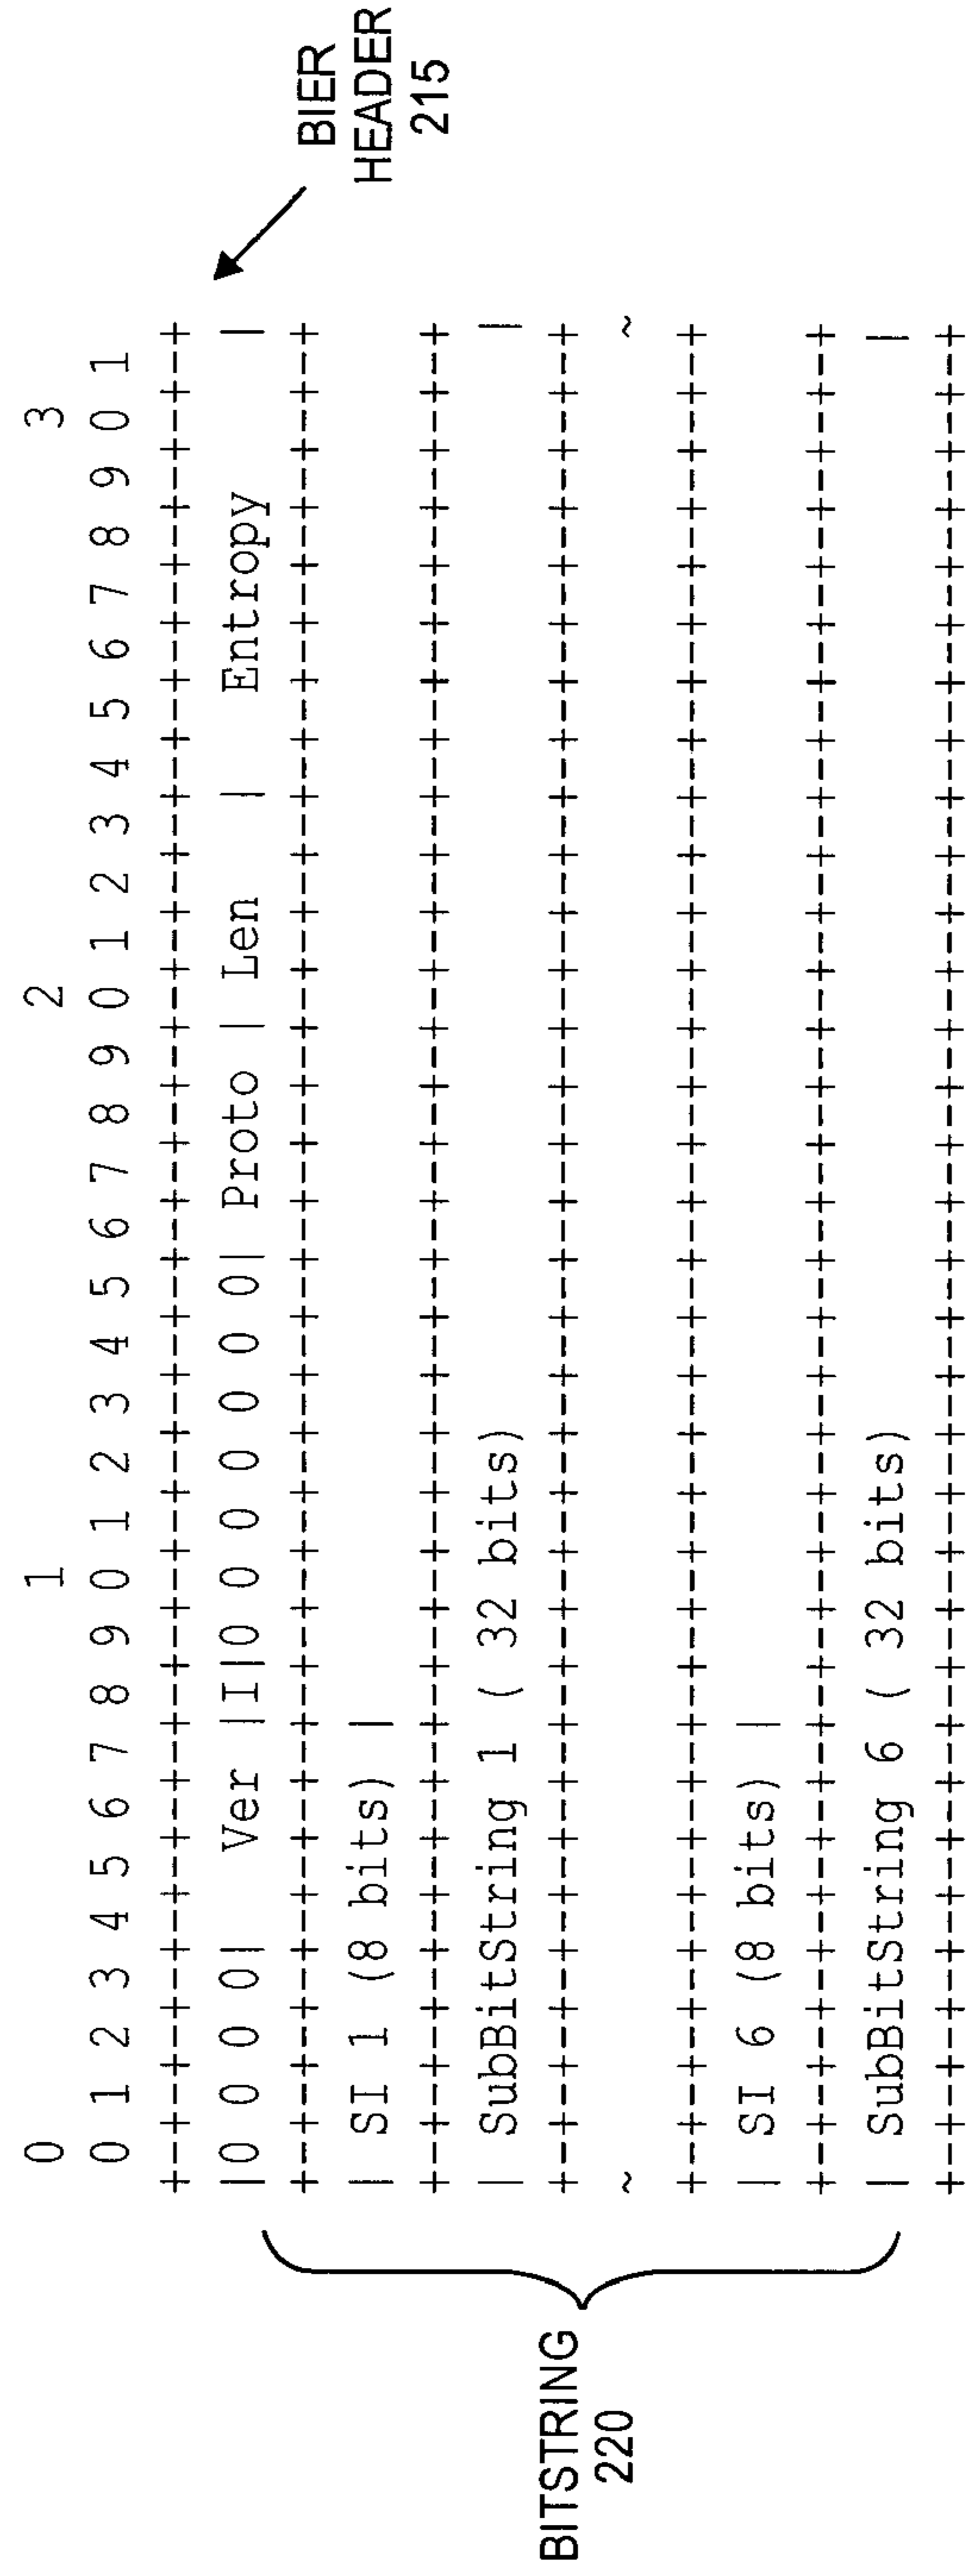 0 1 2 3
0 1 2 3 4 5 6 7 8 9 0 1 2 3 4 5 6 7 8 9 0 1 2 3 4 5 6 7 8 9 0 1
+-+-+-+-+-+-+-+-+-+-+-+-+-+-+-+-+-+-+-+-+-+-+-+-+-+-+-+-+-+-+-+-+
|0 0 0 0| Ver |I|0 0 0 0 0 0 0| Proto | Len | Entropy |
+-+-+-+-+-+-+-+-+-+-+-+-+-+-+-+-+-+-+-+-+-+-+-+-+-+-+-+-+-+-+-+-+
| SI 1 (8 bits) |
+-+-+-+-+-+-+-+-+-+-+-+-+-+-+-+-+-+-+-+-+-+-+-+-+-+-+-+-+-+-+-+-+
| SubBitString 1 ( 32 bits) |
+-+-+-+-+-+-+-+-+-+-+-+-+-+-+-+-+-+-+-+-+-+-+-+-+-+-+-+-+-+-+-+-+
~ ~
+-+-+-+-+-+-+-+-+-+-+-+-+-+-+-+-+-+-+-+-+-+-+-+-+-+-+-+-+-+-+-+-+
| SI 6 (8 bits) |
+-+-+-+-+-+-+-+-+-+-+-+-+-+-+-+-+-+-+-+-+-+-+-+-+-+-+-+-+-+-+-+-+
| SubBitString 6 ( 32 bits) |
+-+-+-+-+-+-+-+-+-+-+-+-+-+-+-+-+-+-+-+-+-+-+-+-+-+-+-+-+-+-+-+-+
BITSTRING
220
BIER
HEADER
215